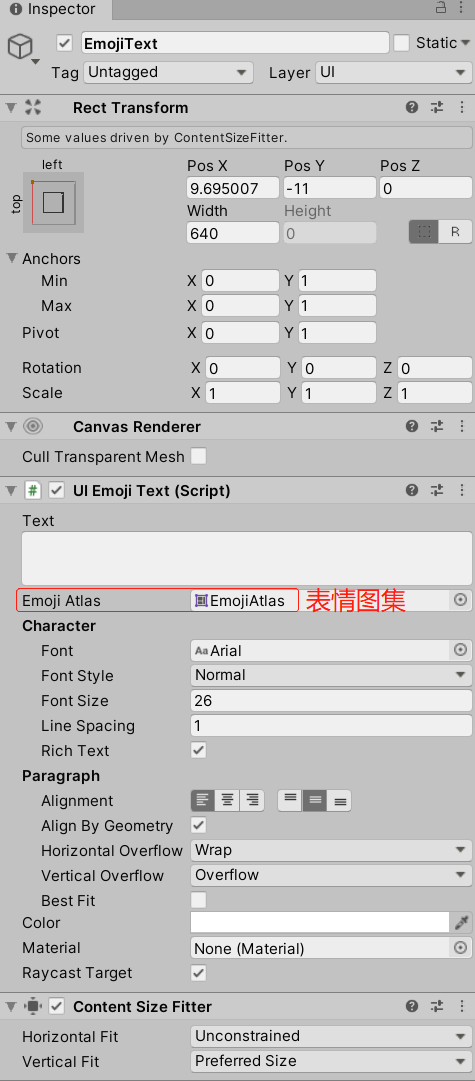 Inspector
EmojiText
Static
Tag Untagged Layer UI
Rect Transform
Some values driven by ContentSizeFitter.
left
top
Pos X Pos Y Pos Z
9.695007 -11 0
Width Height
640 0
R
Anchors
Min X 0 Y 1
Max X 0 Y 1
Pivot X 0 Y 1
Rotation X 0 Y 0 Z 0
Scale X 1 Y 1 Z 1
Canvas Renderer
Cull Transparent Mesh
# UI Emoji Text (Script)
Text
Emoji Atlas EmojiAtlas 表情图集
Character
Font Aa Arial
Font Style Normal
Font Size 26
Line Spacing 1
Rich Text
Paragraph
Alignment
Align By Geometry
Horizontal Overflow Wrap
Vertical Overflow Overflow
Best Fit
Color
Material None (Material)
Raycast Target
Content Size Fitter
Horizontal Fit Unconstrained
Vertical Fit Preferred Size